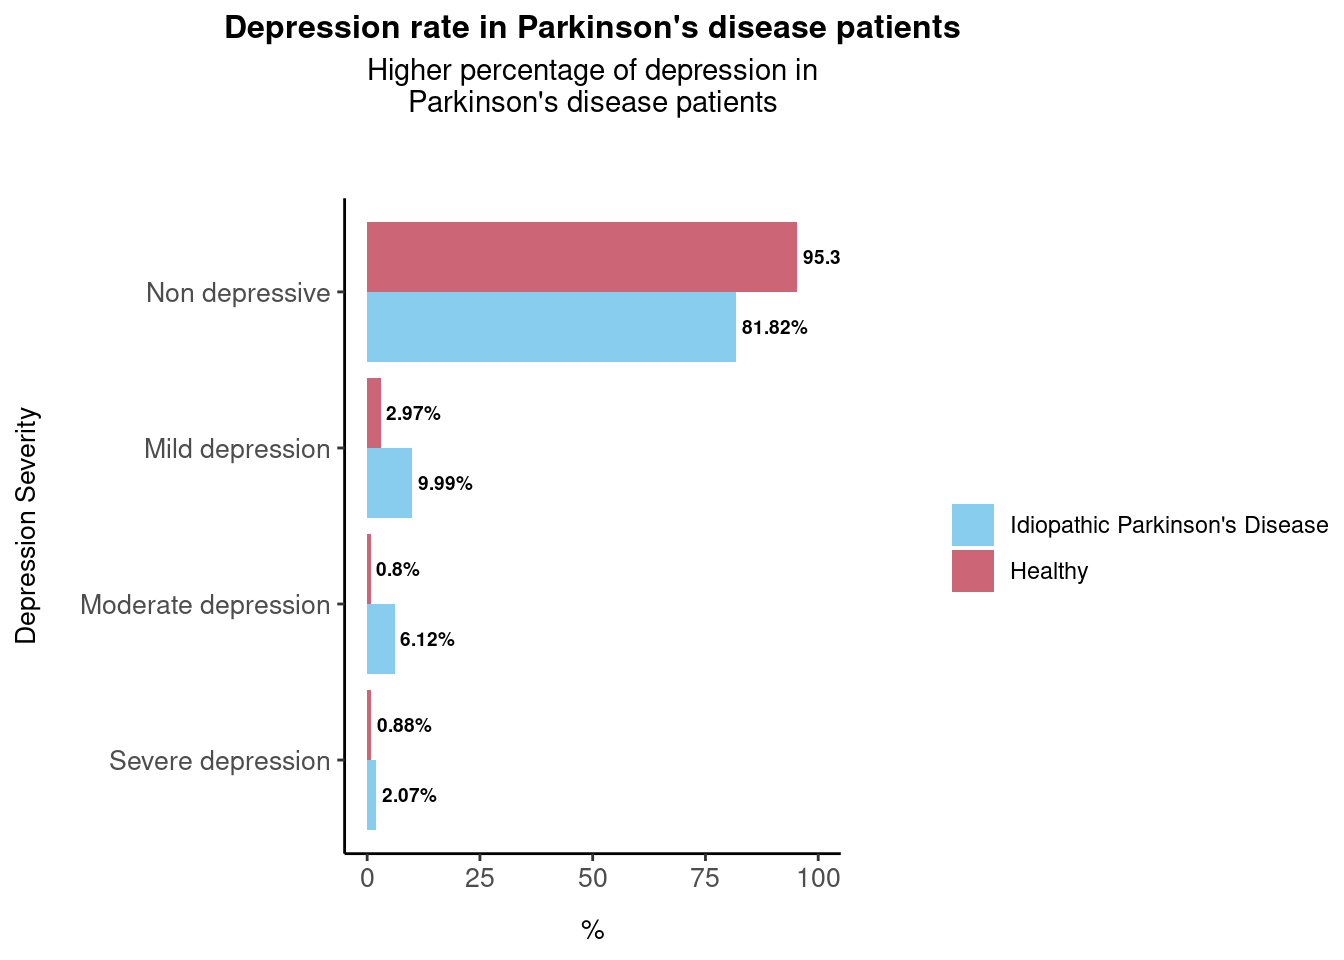 Depression rate in Parkinson's disease patients
Higher percentage of depression in
Parkinson's disease patients
Depression Severity
Non depressive
95.3
81.82%
Mild depression
2.97%
9.99%
Moderate depression
0.8%
6.12%
Severe depression
0.88%
2.07%
0 25 50 75 100
%
Idiopathic Parkinson's Disease
Healthy